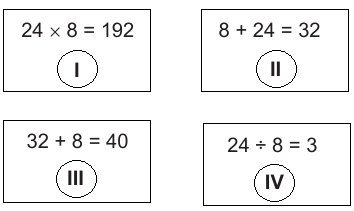 24 × 8 = 192
I
8 + 24 = 32
II
32 + 8 = 40
III
24 ÷ 8 = 3
IV